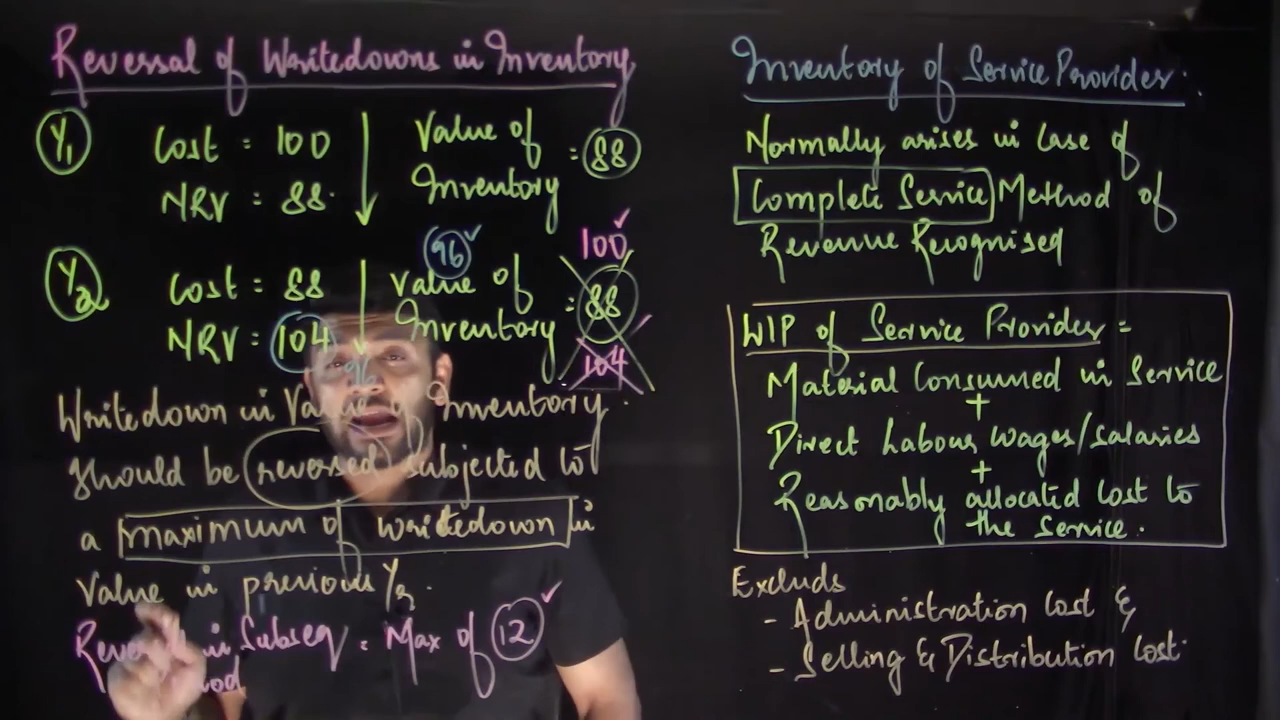 Reversal of Writedowns in Inventory
Y1
Cost = 100
NRV = 88
Value of
Inventory
= 88
Y2
Cost = 88
NRV = 104
96
Value of
Inventory
100
= 88
104
96
Writedown in Value of Inventory.
Should be reversed subjected to
a maximum of writedown in
Value in previous Yr.
in Subseq = Max of 12
Inventory of Service Provider.
Normally arises in Case of
Complete Service Method of
Revenue Recognised
WIP of Service Provider =
Material Consumed in Service
+
Direct Labour Wages/Salaries
+
Reasonably allocated Cost to
the Service.
Excluds
- Administration Cost &
- Selling & Distribution Cost.